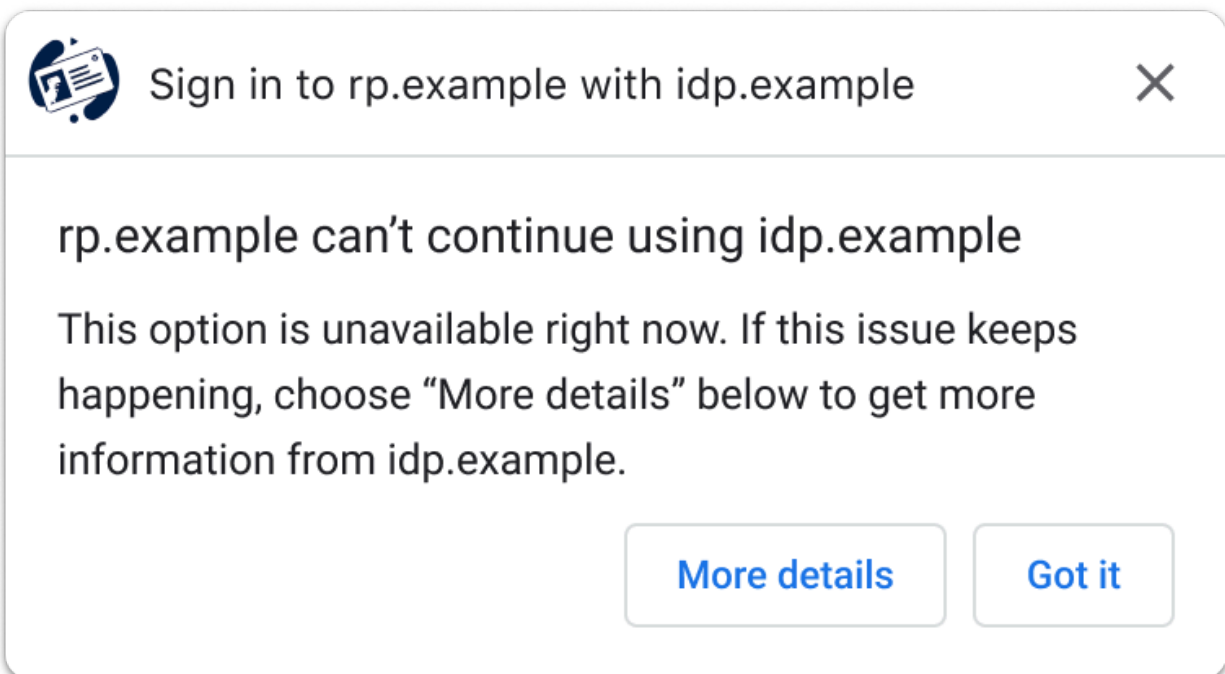 Sign in to rp.example with idp.example
rp.example can’t continue using idp.example
This option is unavailable right now. If this issue keeps
happening, choose “More details” below to get more
information from idp.example.
More details
Got it